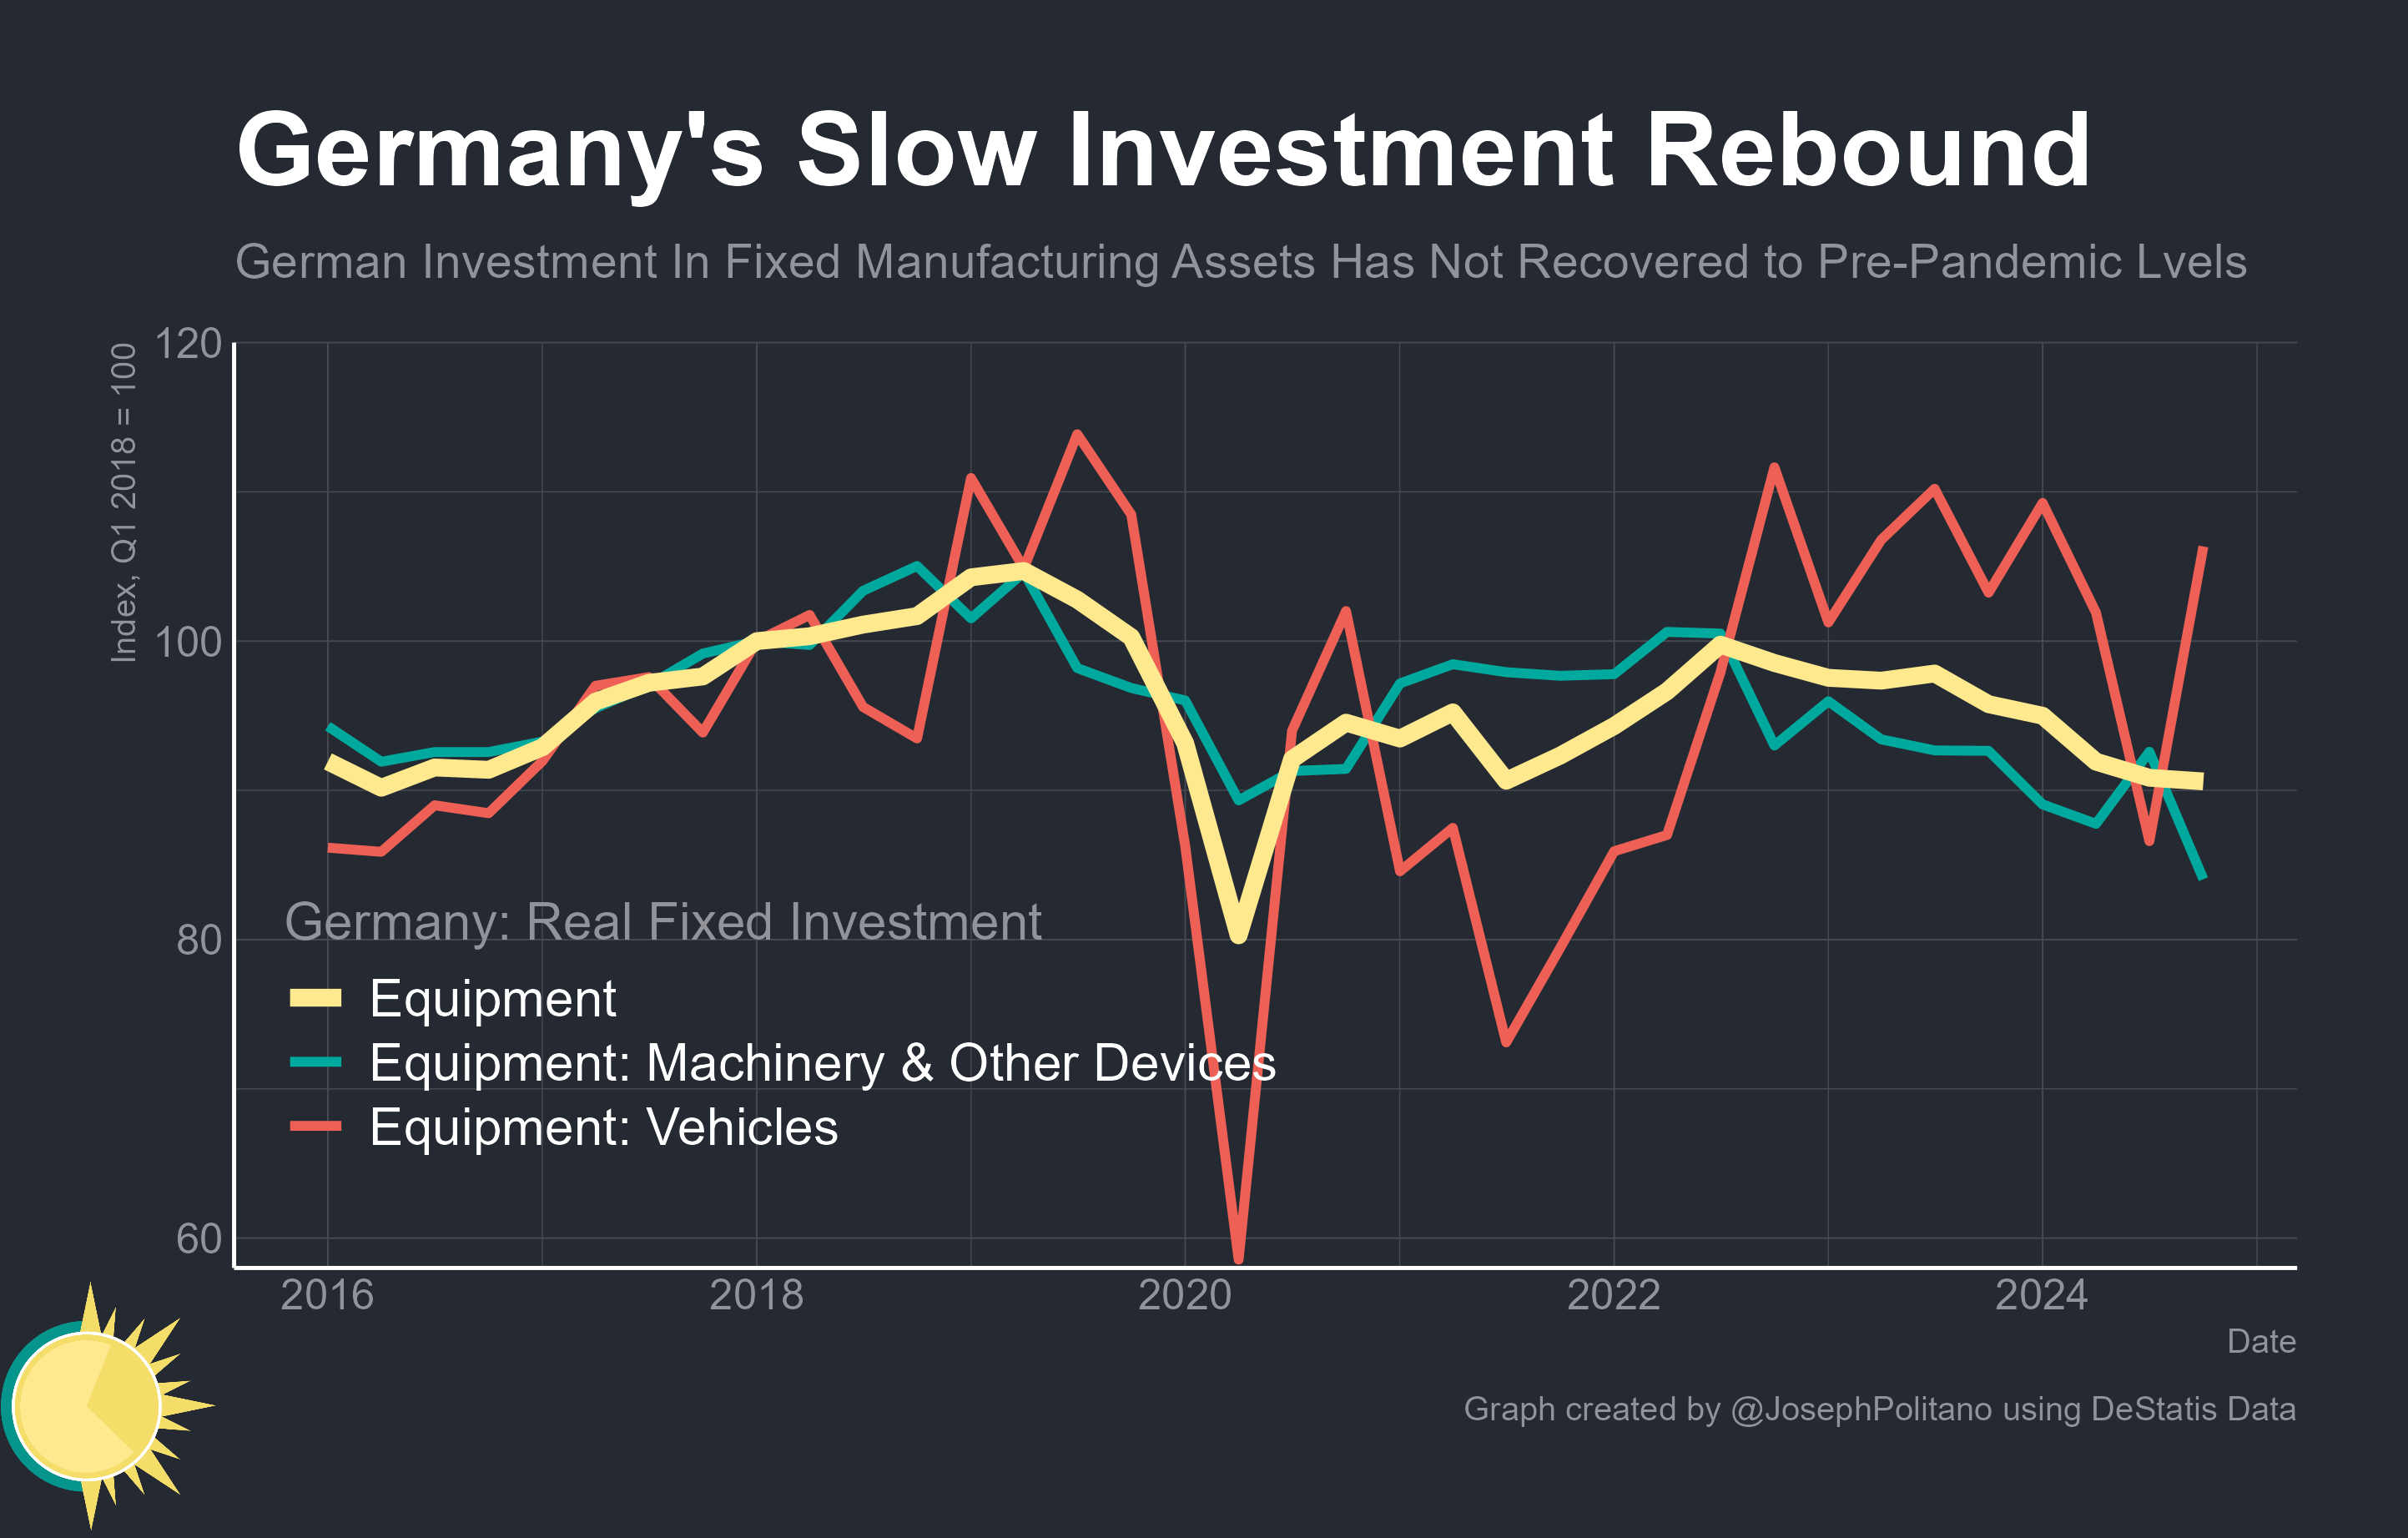 Germany's Slow Investment Rebound
German Investment In Fixed Manufacturing Assets Has Not Recovered to Pre-Pandemic Lvels
Index, Q1 2018 = 100
120
100
80
60
Germany: Real Fixed Investment
Equipment
Equipment: Machinery & Other Devices
Equipment: Vehicles
2016 2018 2020 2022 2024
Date
Graph created by @JosephPolitano using DeStatis Data